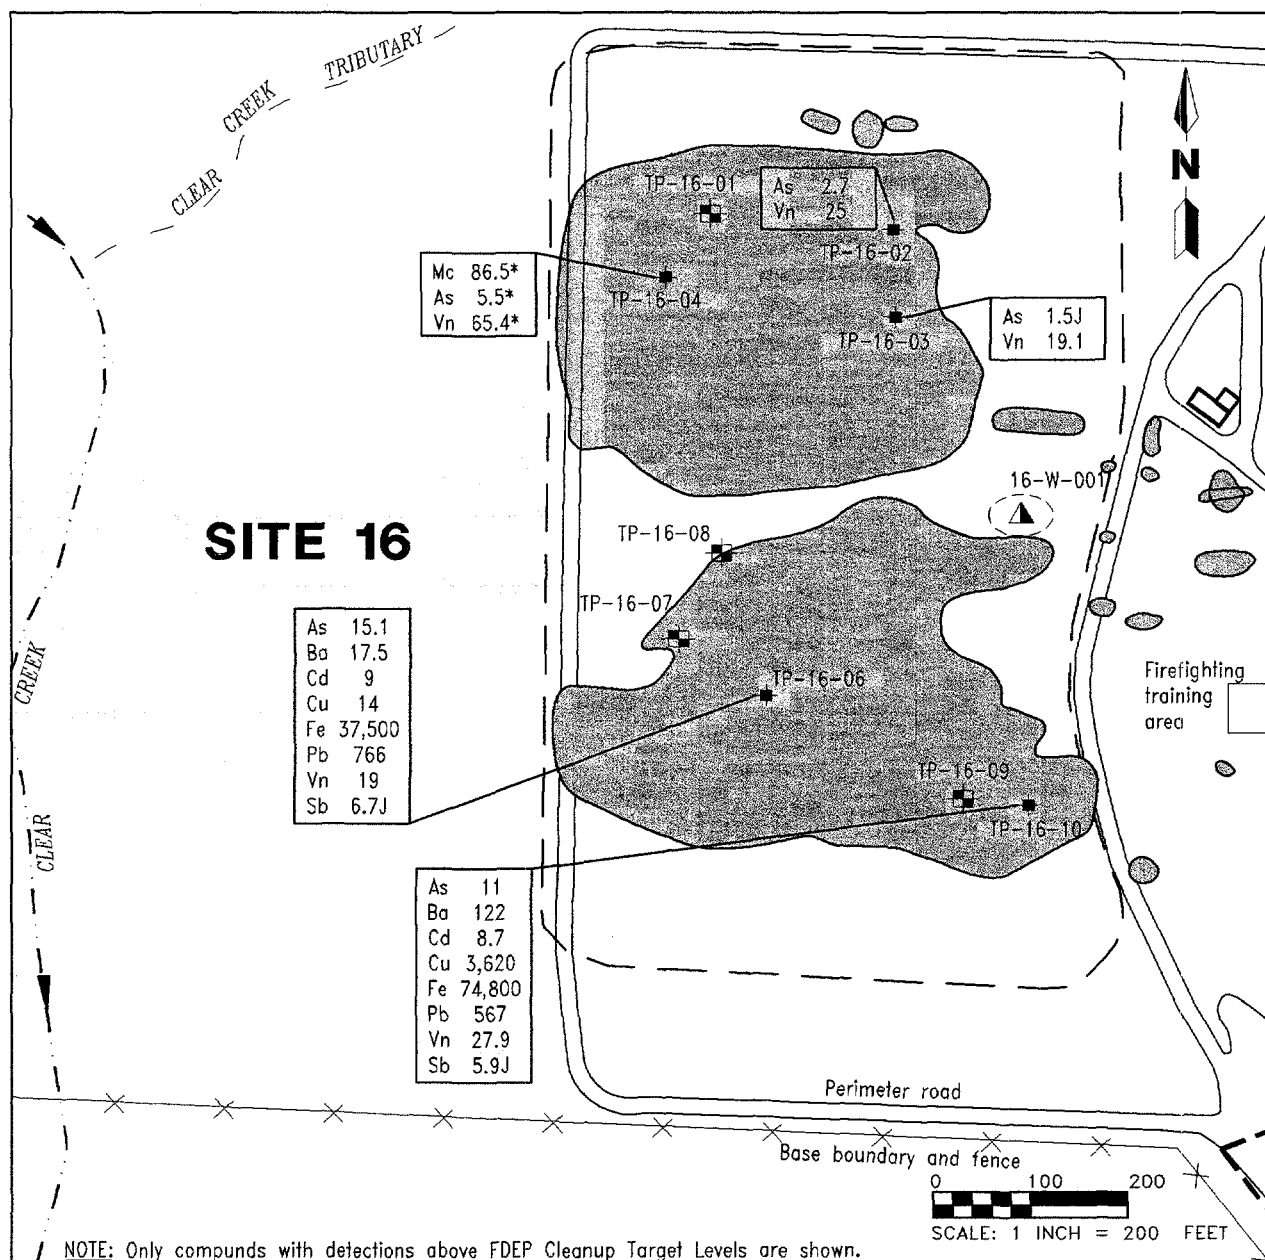 CLEAR CREEK TRIBUTARY
N
TP-16-01
As 2.7
Vn 25
TP-16-02
Mc 86.5*
As 5.5*
Vn 65.4*
TP-16-04
As 1.5J
Vn 19.1
TP-16-03
16-W-001
SITE 16
TP-16-08
TP-16-07
As 15.1
Ba 17.5
Cd 9
Cu 14
Fe 37,500
Pb 766
Vn 19
Sb 6.7J
TP-16-06
Firefighting
training
area
CLEAR CREEK
TP-16-09
TP-16-10
As 11
Ba 122
Cd 8.7
Cu 3,620
Fe 74,800
Pb 567
Vn 27.9
Sb 5.9J
Perimeter road
Base boundary and fence
0 100 200
SCALE: 1 INCH = 200 FEET
NOTE: Only compunds with detections above FDEP Cleanup Target Levels are shown.